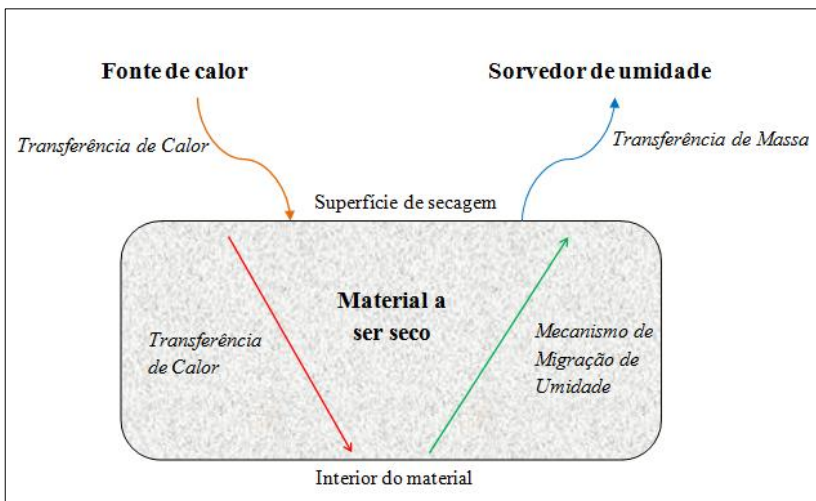 Fonte de calor
Sorvedor de umidade
Transferência de Calor
Transferência de Massa
Superfície de secagem
Material a
ser seco
Transferência
de Calor
Mecanismo de
Migração de
Umidade
Interior do material